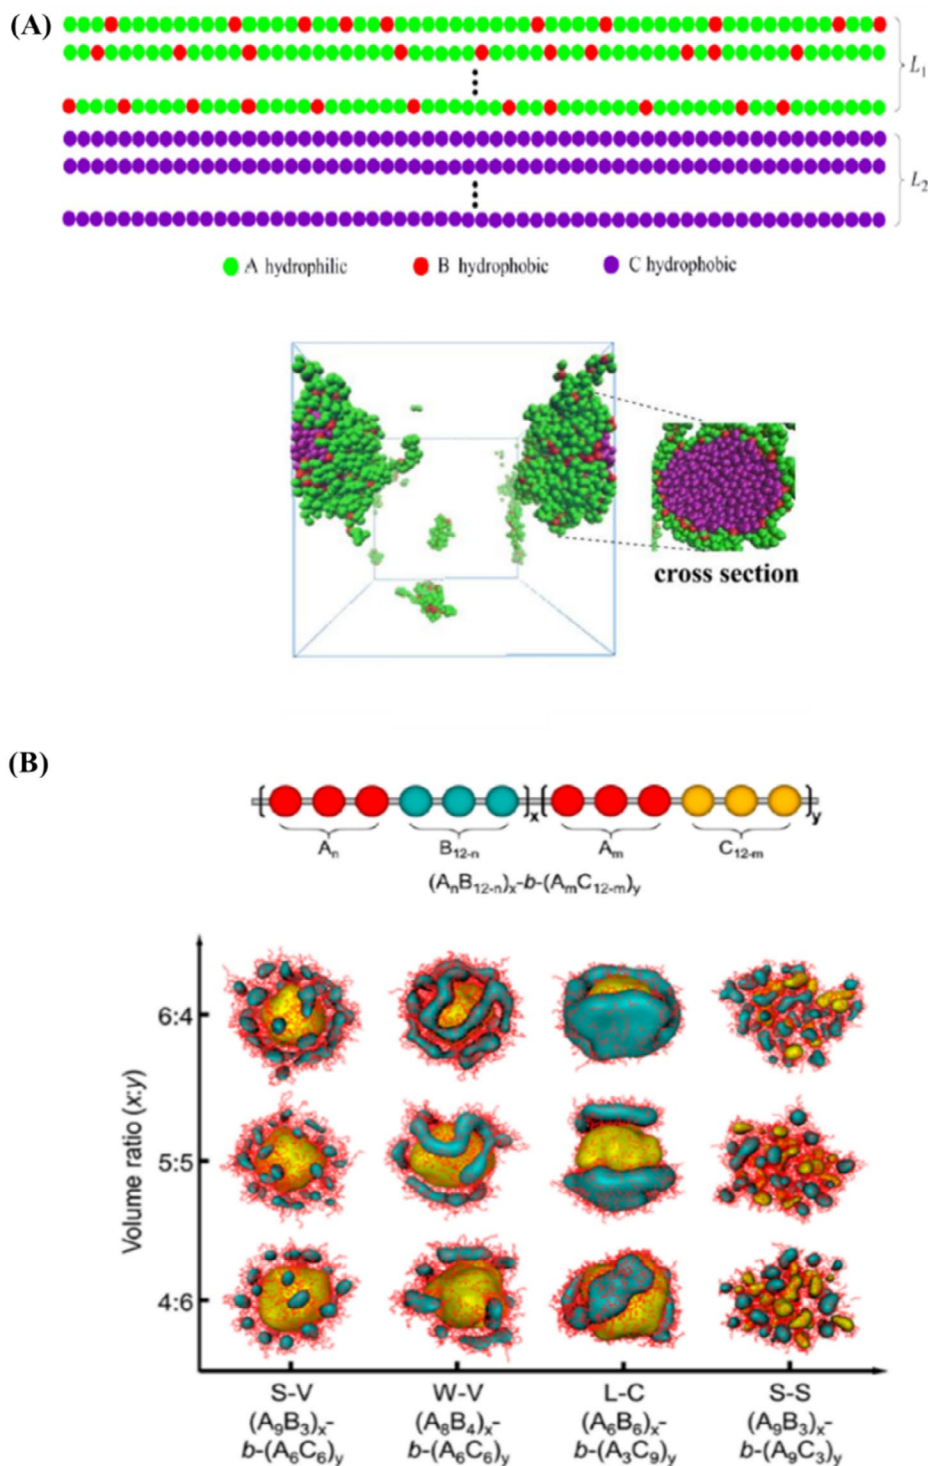 (A)
L1
L2
A hydrophilic
B hydrophobic
C hydrophobic
cross section
(B)
x
y
An
B12-n
Am
C12-m
(AnB12-n)x-b-(AmC12-m)y
Volume ratio (x:y)
6:4
5:5
4:6
S-V
W-V
L-C
S-S
(A9B3)x-
(A8B4)x-
(A6B6)x-
(A9B3)x-
b-(A6C6)y
b-(A6C6)y
b-(A3C9)y
b-(A9C3)y